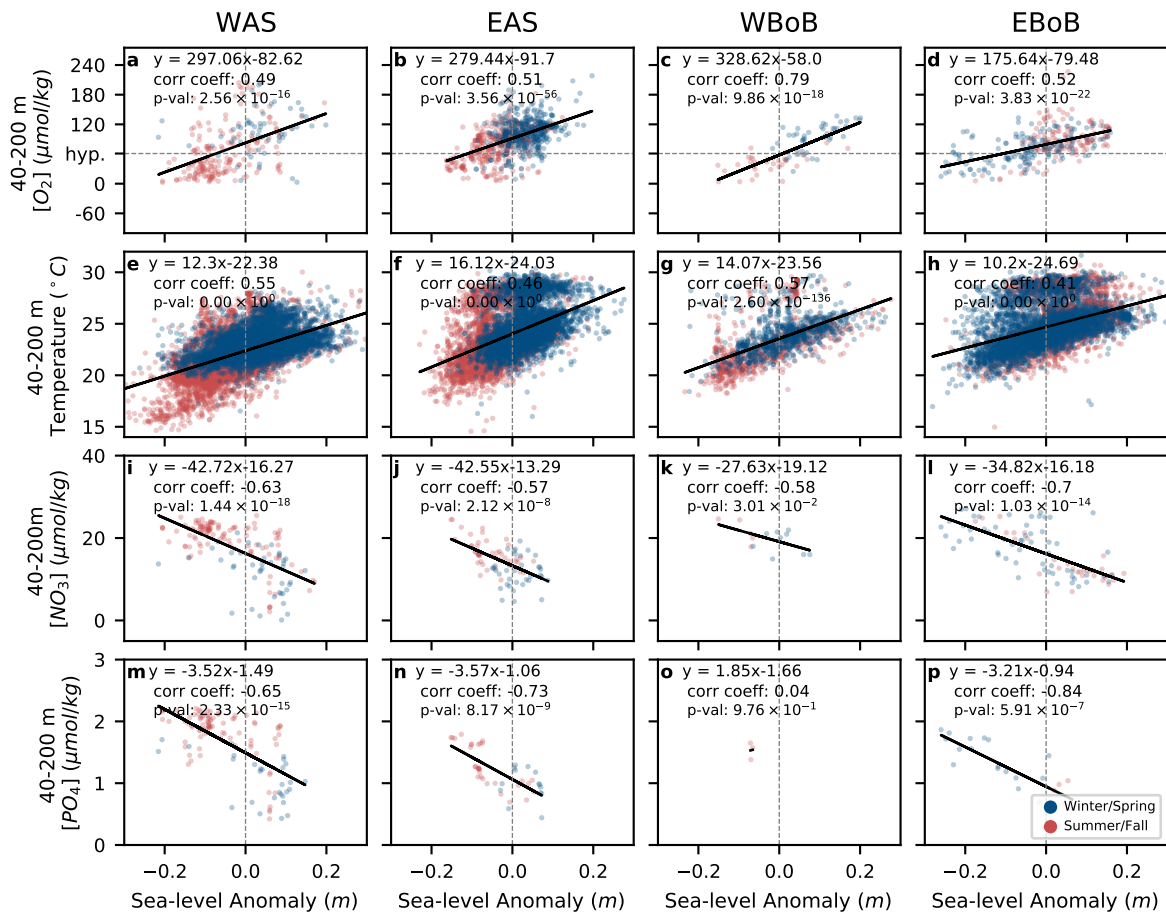 WAS EAS WBoB EBoB
a y = 297.06x-82.62
corr coeff: 0.49
p-val: 2.56 × 10⁻¹⁶
b y = 279.44x-91.7
corr coeff: 0.51
p-val: 3.56 × 10⁻⁵⁶
c y = 328.62x-58.0
corr coeff: 0.79
p-val: 9.86 × 10⁻¹⁸
d y = 175.64x-79.48
corr coeff: 0.52
p-val: 3.83 × 10⁻²²
40-200 m
[O₂] (μmol/kg)
240
180
120
hyp.
0
-60
e y = 12.3x-22.38
corr coeff: 0.55
p-val: 0.00 × 10⁰
f y = 16.12x-24.03
corr coeff: 0.46
p-val: 0.00 × 10⁰
g y = 14.07x-23.56
corr coeff: 0.57
p-val: 2.60 × 10⁻¹³⁶
h y = 10.2x-24.69
corr coeff: 0.41
p-val: 0.00 × 10⁰
40-200 m
Temperature (°C)
30
25
20
15
i y = -42.72x-16.27
corr coeff: -0.63
p-val: 1.44 × 10⁻¹⁸
j y = -42.55x-13.29
corr coeff: -0.57
p-val: 2.12 × 10⁻⁸
k y = -27.63x-19.12
corr coeff: -0.58
p-val: 3.01 × 10⁻²
l y = -34.82x-16.18
corr coeff: -0.7
p-val: 1.03 × 10⁻¹⁴
40-200m
[NO₃] (μmol/kg)
40
20
0
m y = -3.52x-1.49
corr coeff: -0.65
p-val: 2.33 × 10⁻¹⁵
n y = -3.57x-1.06
corr coeff: -0.73
p-val: 8.17 × 10⁻⁹
o y = 1.85x-1.66
corr coeff: 0.04
p-val: 9.76 × 10⁻¹
p y = -3.21x-0.94
corr coeff: -0.84
p-val: 5.91 × 10⁻⁷
40-200 m
[PO₄] (μmol/kg)
3
2
1
0
Winter/Spring
Summer/Fall
−0.2 0.0 0.2 −0.2 0.0 0.2 −0.2 0.0 0.2 −0.2 0.0 0.2
Sea-level Anomaly (m) Sea-level Anomaly (m) Sea-level Anomaly (m) Sea-level Anomaly (m)